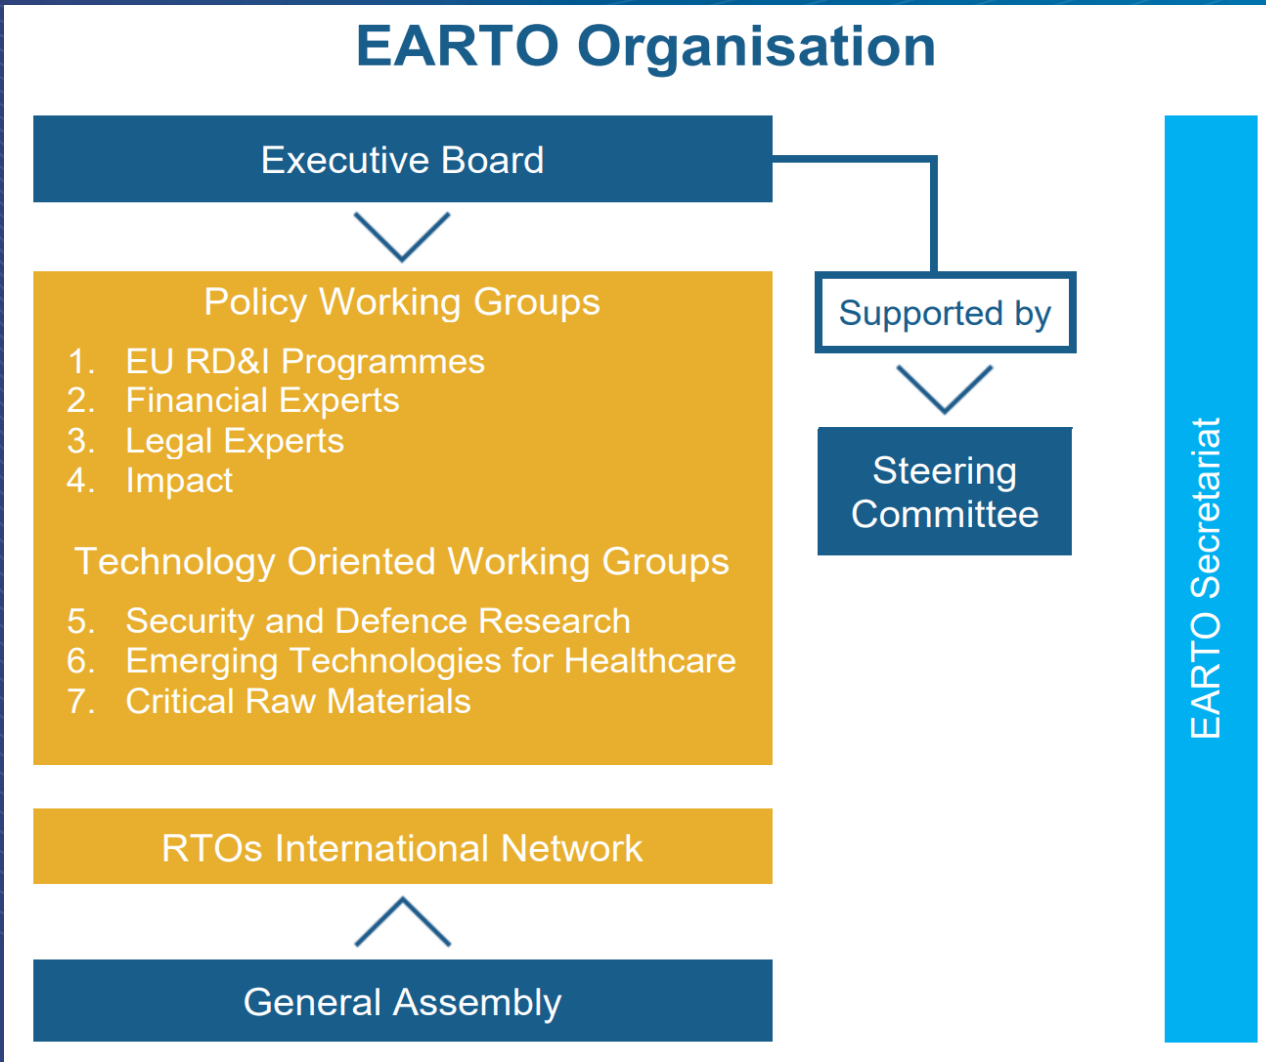 EARTO Organisation
Executive Board
Policy Working Groups
1. EU RD&I Programmes
2. Financial Experts
3. Legal Experts
4. Impact
Technology Oriented Working Groups
5. Security and Defence Research
6. Emerging Technologies for Healthcare
7. Critical Raw Materials
RTOs International Network
General Assembly
Supported by
Steering
Committee
EARTO Secretariat